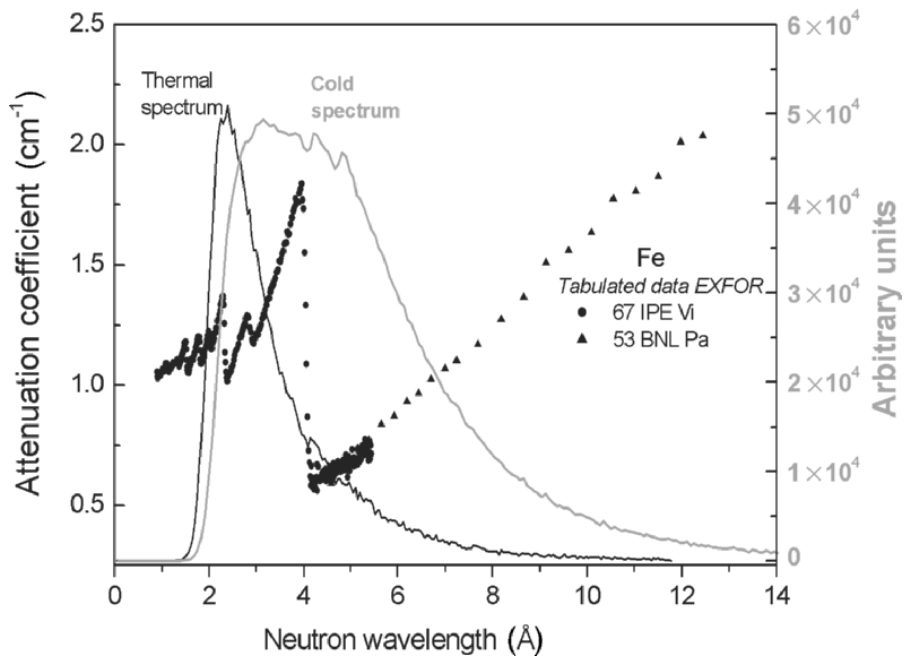 2.5
2.0
1.5
1.0
0.5
Attenuation coefficient (cm⁻¹)
Thermal
spectrum
Cold
spectrum
Fe
Tabulated data EXFOR
67 IPE Vi
53 BNL Pa
6×10⁴
5×10⁴
4×10⁴
3×10⁴
2×10⁴
1×10⁴
0
Arbitrary units
0 2 4 6 8 10 12 14
Neutron wavelength (Å)